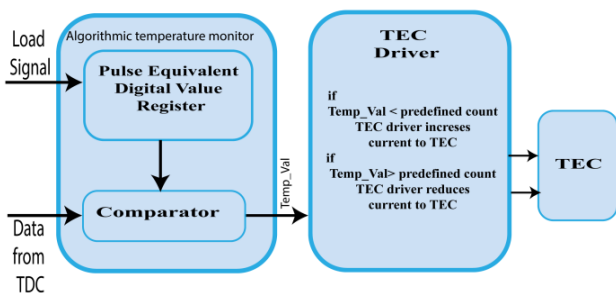 Load
Signal
Algorithmic temperature monitor
Pulse Equivalent
Digital Value
Register
Comparator
Data
from
TDC
Temp_Val
TEC
Driver
if
Temp_Val < predefined count
TEC driver increses
current to TEC
if
Temp_Val> predefined count
TEC driver reduces
current to TEC
TEC